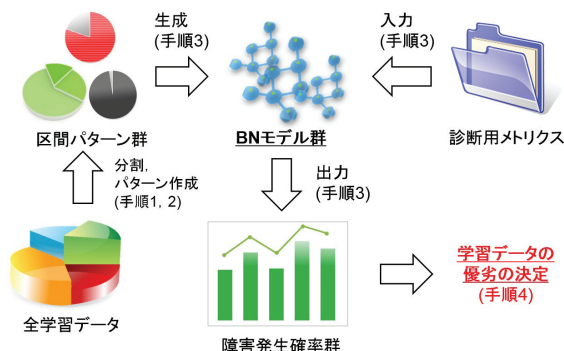 生成
(手順3)
入力
(手順3)
区間パターン群
BNモデル群
診断用メトリクス
分割,
パターン作成
(手順1, 2)
出力
(手順3)
全学習データ
障害発生確率群
学習データの
優劣の決定
(手順4)